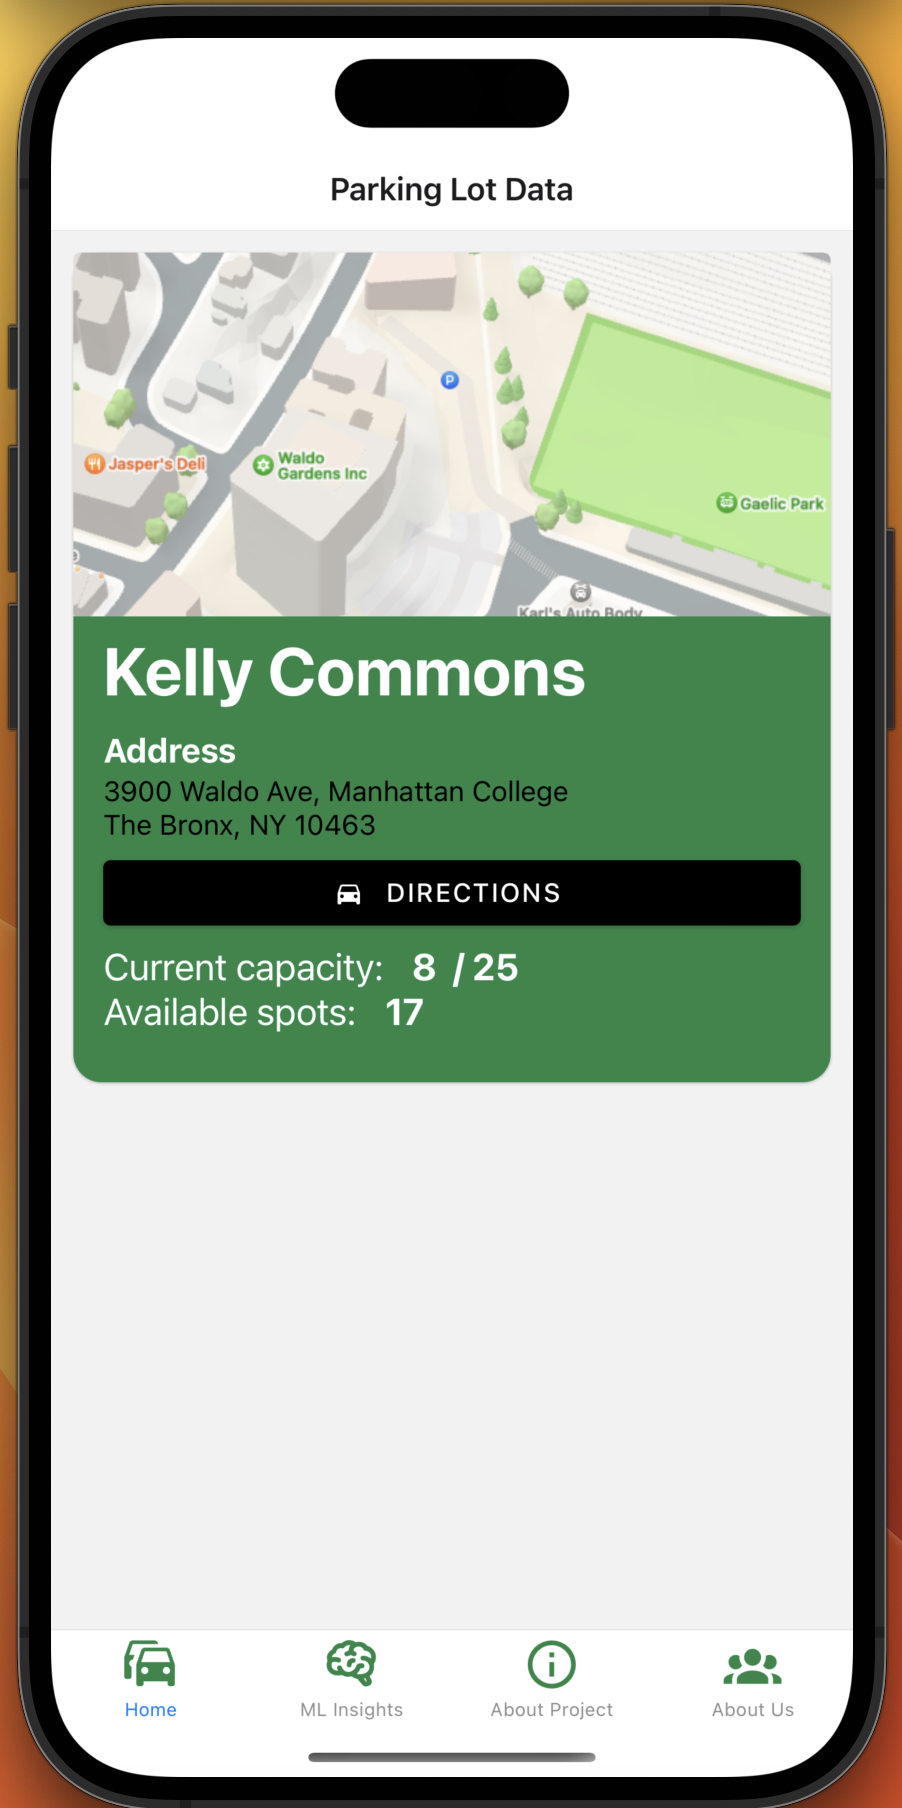 Parking Lot Data
P
Jasper's Deli
Waldo
Gardens Inc
Gaelic Park
Karl's Auto Body
Kelly Commons
Address
3900 Waldo Ave, Manhattan College
The Bronx, NY 10463
DIRECTIONS
Current capacity: 8 / 25
Available spots: 17
Home
ML Insights
About Project
About Us